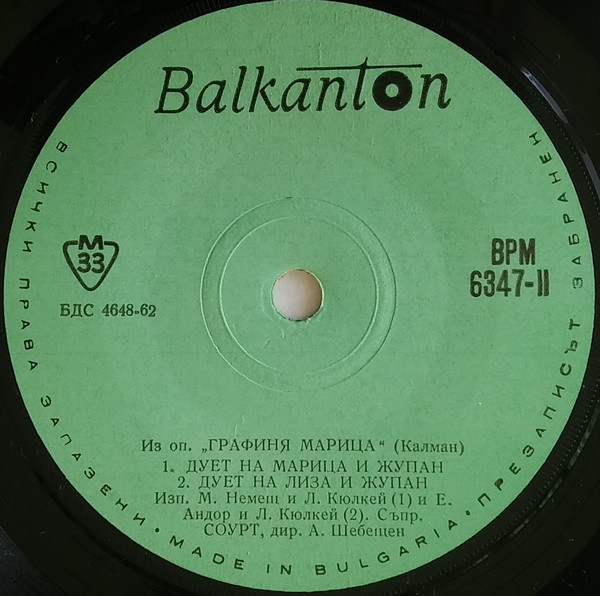 Balkanton
ВСИЧКИ ПРАВА ЗАПАЗЕНИ • MADE IN BULGARIA • ПРЕЗАПИСЪТ ЗАБРАНЕН
М
33
БДС 4648-62
ВРМ
6347-II
Из оп. „ГРАФИНЯ МАРИЦА“ (Калман)
1. ДУЕТ НА МАРИЦА И ЖУПАН
2. ДУЕТ НА ЛИЗА И ЖУПАН
Изп. М. Немещ и Л. Кюлкей (1) и Е.
Андор и Л. Кюлкей (2). Съпр.
СОУРТ, дир. А. Шебещен